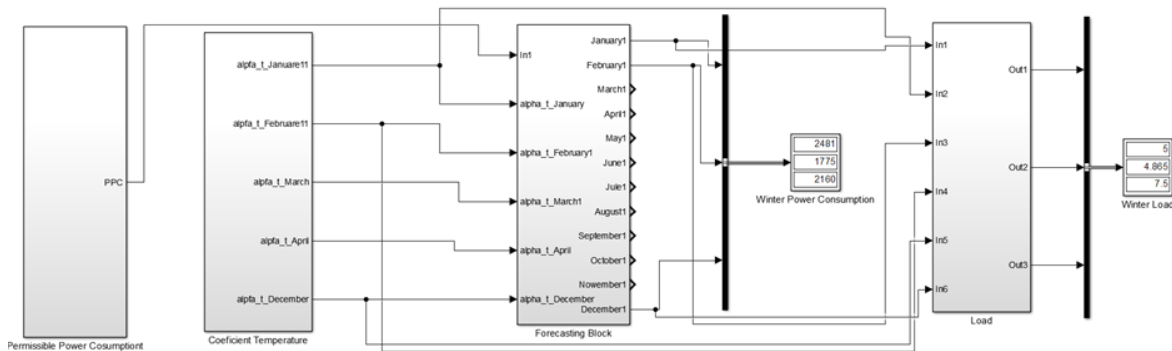 PPC
Permissible Power Cosumptiont
alpfa_t_Januare11
alpfa_t_Februare11
alpfa_t_March
alpfa_t_April
alpfa_t_December
Coeficient Temperature
In1
alpha_t_January
alpha_t_February1
alpha_t_March1
alpha_t_April
alpha_t_December
January1
February1
March1
April1
May1
June1
Jule1
August1
September1
October1
Nowember1
December1
Forecasting Block
2481
1775
2160
Winter Power Consumption
In1
In2
In3
In4
In5
In6
Out1
Out2
Out3
Load
5
4.865
7.5
Winter Load